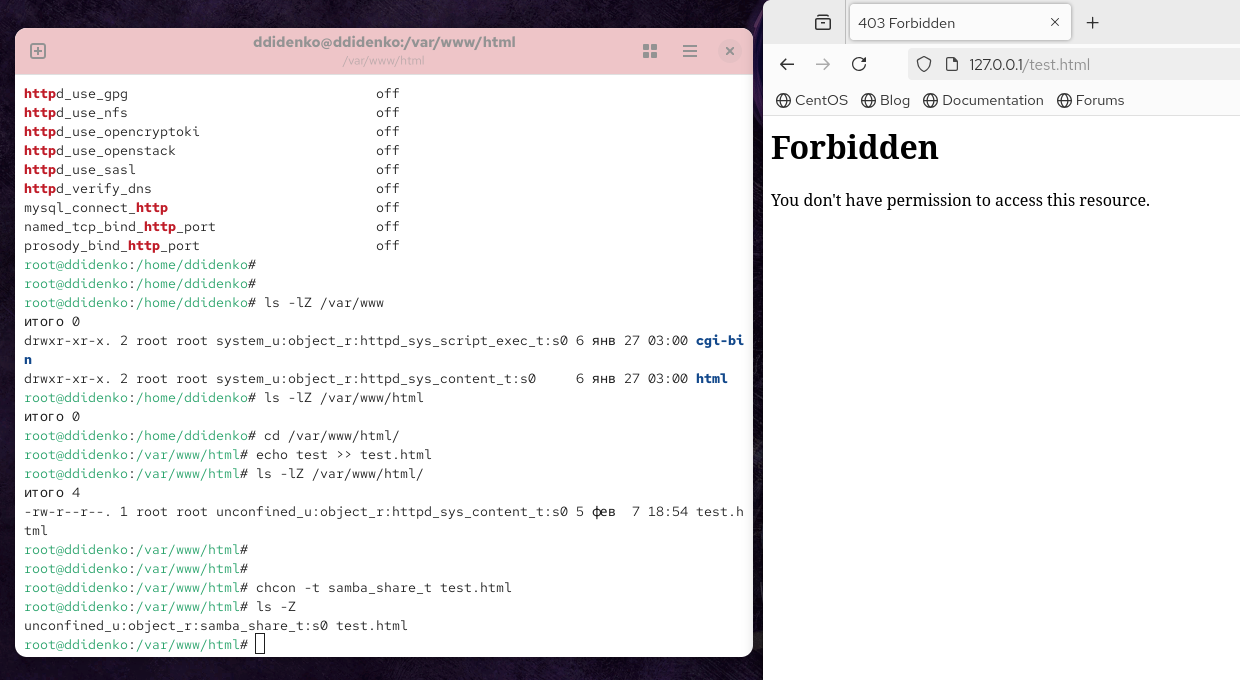 ddidenko@ddidenko:/var/www/html
/var/www/html
httpd_use_gpg                               off
httpd_use_nfs                               off
httpd_use_opencryptoki                      off
httpd_use_openstack                         off
httpd_use_sasl                              off
httpd_verify_dns                            off
mysql_connect_http                          off
named_tcp_bind_http_port                    off
prosody_bind_http_port                      off
root@ddidenko:/home/ddidenko#
root@ddidenko:/home/ddidenko#
root@ddidenko:/home/ddidenko# ls -lZ /var/www
итого 0
drwxr-xr-x. 2 root root system_u:object_r:httpd_sys_script_exec_t:s0 6 янв 27 03:00 cgi-bi
n
drwxr-xr-x. 2 root root system_u:object_r:httpd_sys_content_t:s0     6 янв 27 03:00 html
root@ddidenko:/home/ddidenko# ls -lZ /var/www/html
итого 0
root@ddidenko:/home/ddidenko# cd /var/www/html/
root@ddidenko:/var/www/html# echo test >> test.html
root@ddidenko:/var/www/html# ls -lZ /var/www/html/
итого 4
-rw-r--r--. 1 root root unconfined_u:object_r:httpd_sys_content_t:s0 5 фев  7 18:54 test.h
tml
root@ddidenko:/var/www/html#
root@ddidenko:/var/www/html#
root@ddidenko:/var/www/html# chcon -t samba_share_t test.html
root@ddidenko:/var/www/html# ls -Z
unconfined_u:object_r:samba_share_t:s0 test.html
root@ddidenko:/var/www/html#
403 Forbidden
127.0.0.1/test.html
CentOS Blog Documentation Forums
Forbidden
You don't have permission to access this resource.